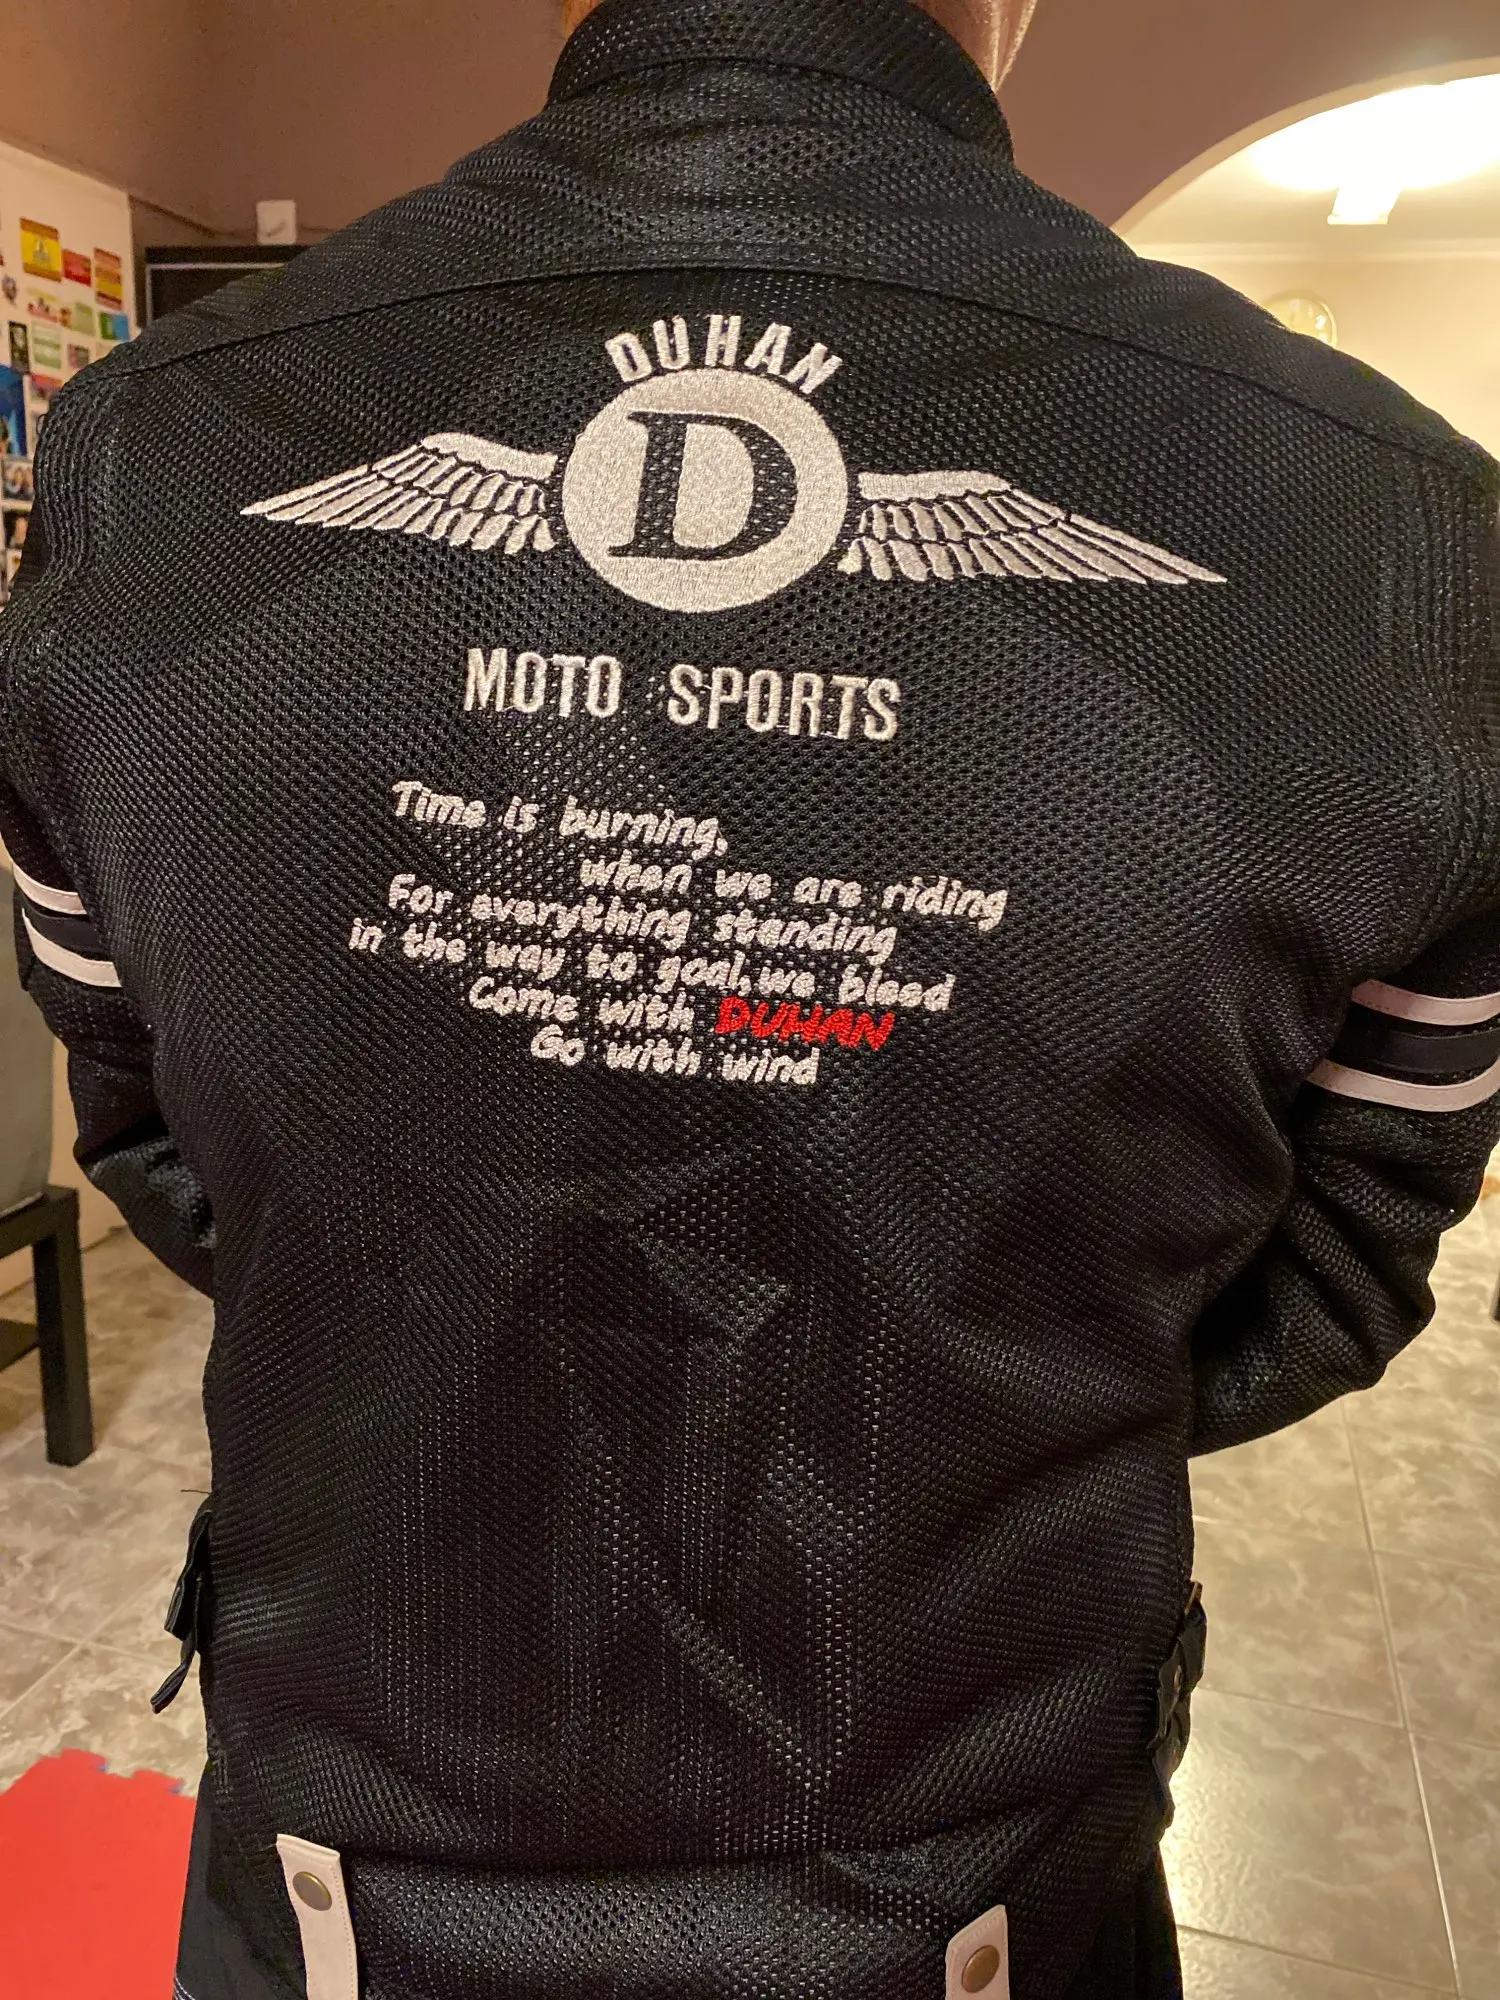 DUHAN
D
MOTO SPORTS
Time is burning,
when we are riding
For everything standing
in the way to goal, we bleed
Come with DUHAN
Go with wind